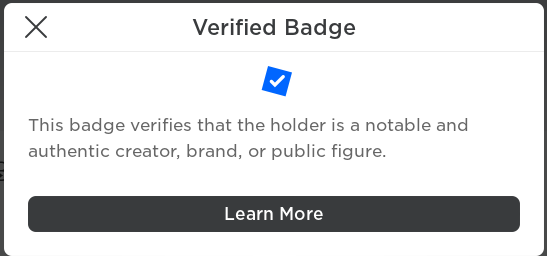 Verified Badge
This badge verifies that the holder is a notable and
authentic creator, brand, or public figure.
Learn More